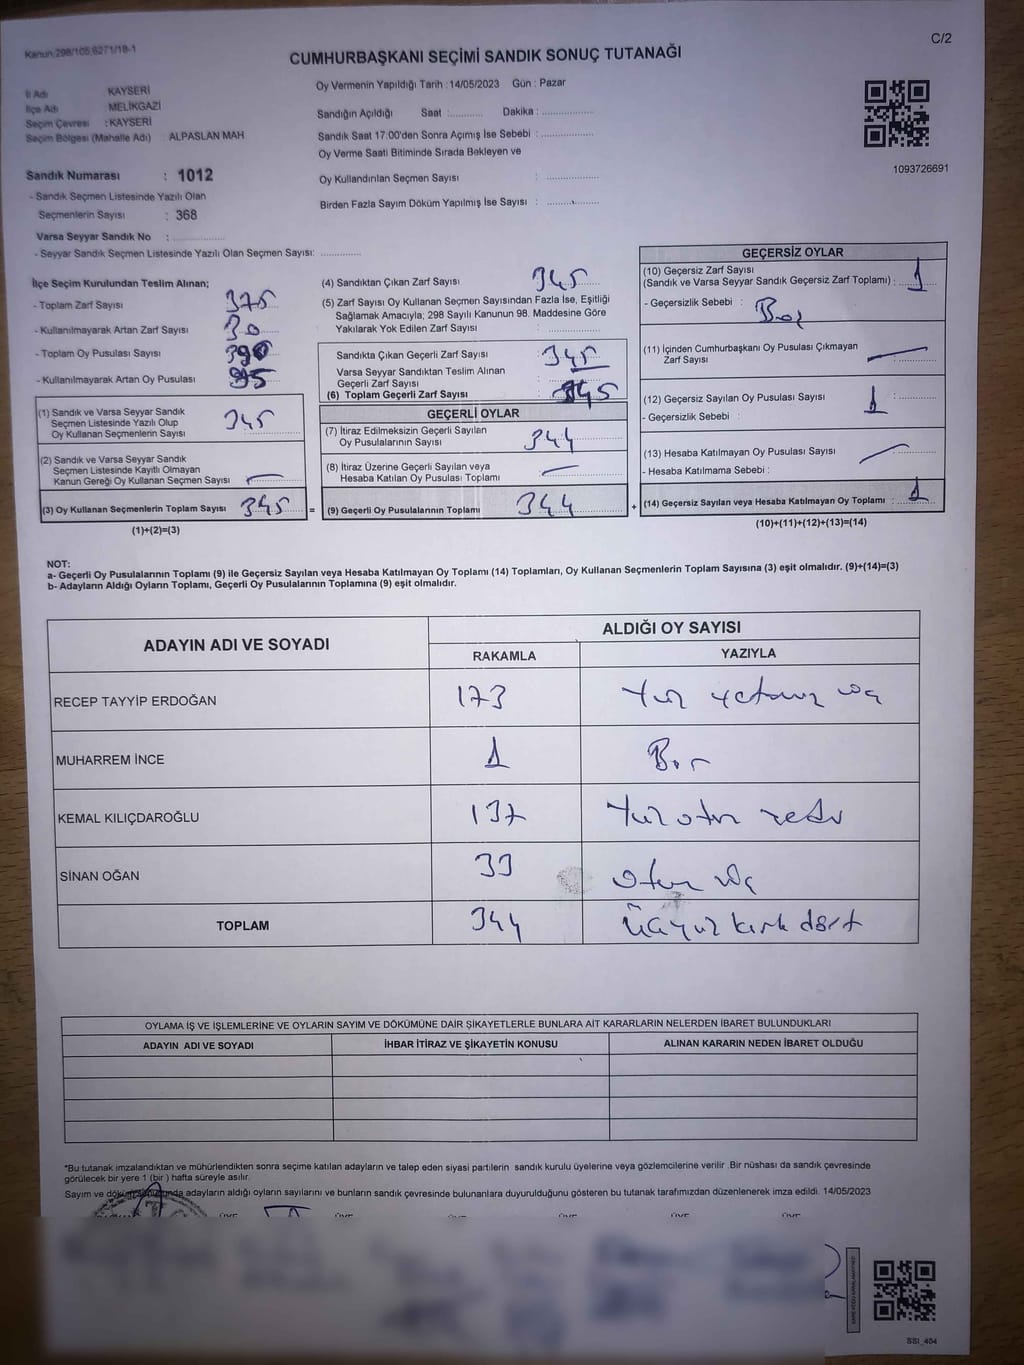 Kanun:298/105,6271/18-1
C/2
CUMHURBAŞKANI SEÇİMİ SANDIK SONUÇ TUTANAĞI
Oy Vermenin Yapıldığı Tarih : 14/05/2023 Gün : Pazar
İl Adı : KAYSERİ
İlçe Adı : MELİKGAZİ
Seçim Çevresi : KAYSERİ
Seçim Bölgesi (Mahalle Adı) : ALPASLAN MAH
Sandığın Açıldığı Saat :............ Dakika :..................
Sandık Saat 17:00'den Sonra Açımış İse Sebebi :..................
Oy Verme Saati Bitiminde Sırada Bekleyen ve
Oy Kullandırılan Seçmen Sayısı : ..................
Birden Fazla Sayım Döküm Yapılmış İse Sayısı : ..................
1093726691
Sandık Numarası : 1012
- Sandık Seçmen Listesinde Yazılı Olan
Seçmenlerin Sayısı : 368
Varsa Seyyar Sandık No : ..................
- Seyyar Sandık Seçmen Listesinde Yazılı Olan Seçmen Sayısı: ..............
İlçe Seçim Kurulundan Teslim Alınan;
- Toplam Zarf Sayısı : 375
- Kullanılmayarak Artan Zarf Sayısı : 30
- Toplam Oy Pusulası Sayısı : 390
- Kullanılmayarak Artan Oy Pusulası :
(1) Sandık ve Varsa Seyyar Sandık
Seçmen Listesinde Yazılı Olup : 345
Oy Kullanan Seçmenlerin Sayısı
(2) Sandık ve Varsa Seyyar Sandık
Seçmen Listesinde Kayıtlı Olmayan
Kanun Gereği Oy Kullanan Seçmen Sayısı : —
(3) Oy Kullanan Seçmenlerin Toplam Sayısı : 345
(1)+(2)=(3)
(4) Sandıktan Çıkan Zarf Sayısı : 345
(5) Zarf Sayısı Oy Kullanan Seçmen Sayısından Fazla İse, Eşitliği
Sağlamak Amacıyla; 298 Sayılı Kanunun 98. Maddesine Göre
Yakılarak Yok Edilen Zarf Sayısı :
Sandıkta Çıkan Geçerli Zarf Sayısı : 345
Varsa Seyyar Sandıktan Teslim Alınan
Geçerli Zarf Sayısı :
(6) Toplam Geçerli Zarf Sayısı : 345
GEÇERLİ OYLAR
(7) İtiraz Edilmeksizin Geçerli Sayılan
Oy Pusulalarının Sayısı : 344
(8) İtiraz Üzerine Geçerli Sayılan veya
Hesaba Katılan Oy Pusulası Toplamı : —
= (9) Geçerli Oy Pusulalarının Toplamı : 344
GEÇERSİZ OYLAR
(10) Geçersiz Zarf Sayısı
(Sandık ve Varsa Seyyar Sandık Geçersiz Zarf Toplamı) : 1
- Geçersizlik Sebebi : Boş
(11) İçinden Cumhurbaşkanı Oy Pusulası Çıkmayan
Zarf Sayısı —
(12) Geçersiz Sayılan Oy Pusulası Sayısı : 1
- Geçersizlik Sebebi :
(13) Hesaba Katılmayan Oy Pusulası Sayısı —
- Hesaba Katılmama Sebebi :
+ (14) Geçersiz Sayılan veya Hesaba Katılmayan Oy Toplamı : 1
(10)+(11)+(12)+(13)=(14)
NOT:
a- Geçerli Oy Pusulalarının Toplamı (9) ile Geçersiz Sayılan veya Hesaba Katılmayan Oy Toplamı (14) Toplamları, Oy Kullanan Seçmenlerin Toplam Sayısına (3) eşit olmalıdır. (9)+(14)=(3)
b- Adayların Aldığı Oyların Toplamı, Geçerli Oy Pusulalarının Toplamına (9) eşit olmalıdır.
ADAYIN ADI VE SOYADI
ALDIĞI OY SAYISI
RAKAMLA YAZIYLA
RECEP TAYYİP ERDOĞAN 173 Yüz yetmiş üç
MUHARREM İNCE 1 Bir
KEMAL KILIÇDAROĞLU 137 Yüz otuz yedi
SİNAN OĞAN 33 otuz üç
TOPLAM 344 Üçyüz kırk dört
OYLAMA İŞ VE İŞLEMLERİNE VE OYLARIN SAYIM VE DÖKÜMÜNE DAİR ŞİKAYETLERLE BUNLARA AİT KARARLARIN NELERDEN İBARET BULUNDUKLARI
ADAYIN ADI VE SOYADI İHBAR İTİRAZ VE ŞİKAYETİN KONUSU ALINAN KARARIN NEDEN İBARET OLDUĞU
*Bu tutanak imzalandıktan ve mühürlendikten sonra seçime katılan adayların ve talep eden siyasi partilerin sandık kurulu üyelerine veya gözlemcilerine verilir .Bir nüshası da sandık çevresinde
görülecek bir yere 1 (bir ) hafta süreyle asılır.
Sayım ve dökümü sonunda adayların aldığı oyların sayılarını ve bunların sandık çevresinde bulunanlara duyurulduğunu gösteren bu tutanak tarafımızdan düzenlenerek imza edildi. 14/05/2023
SSI_404